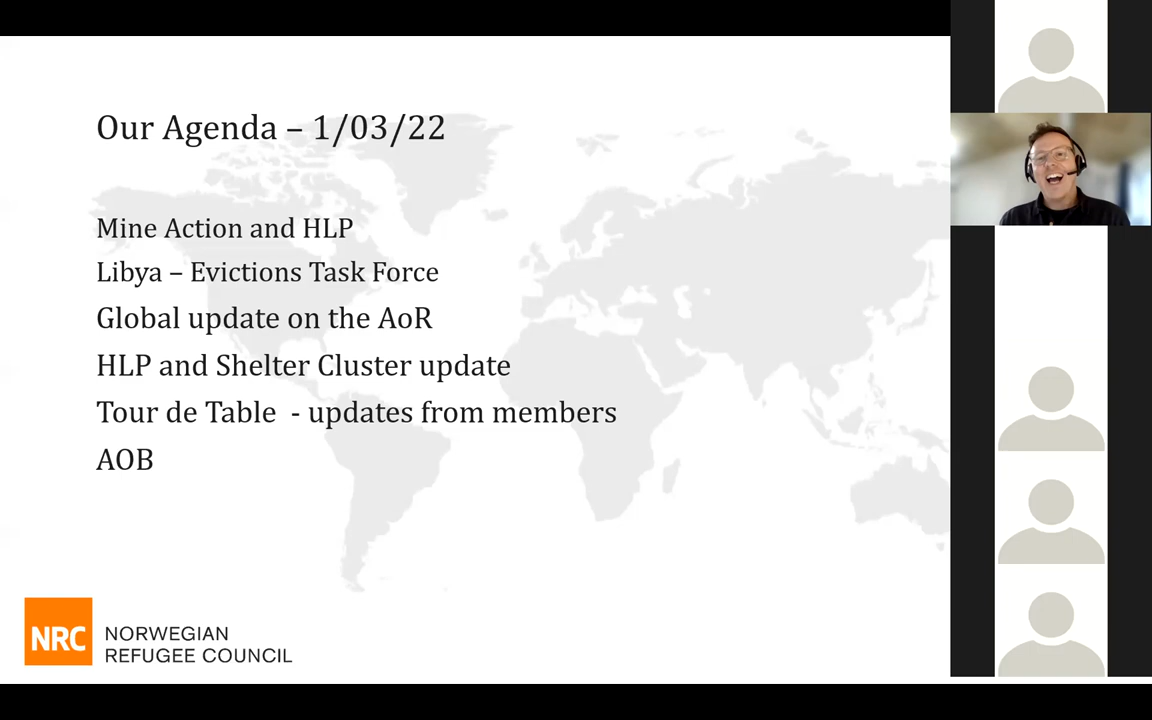 Our Agenda – 1/03/22
Mine Action and HLP
Libya – Evictions Task Force
Global update on the AoR
HLP and Shelter Cluster update
Tour de Table  - updates from members
AOB
NRC
NORWEGIAN
REFUGEE COUNCIL